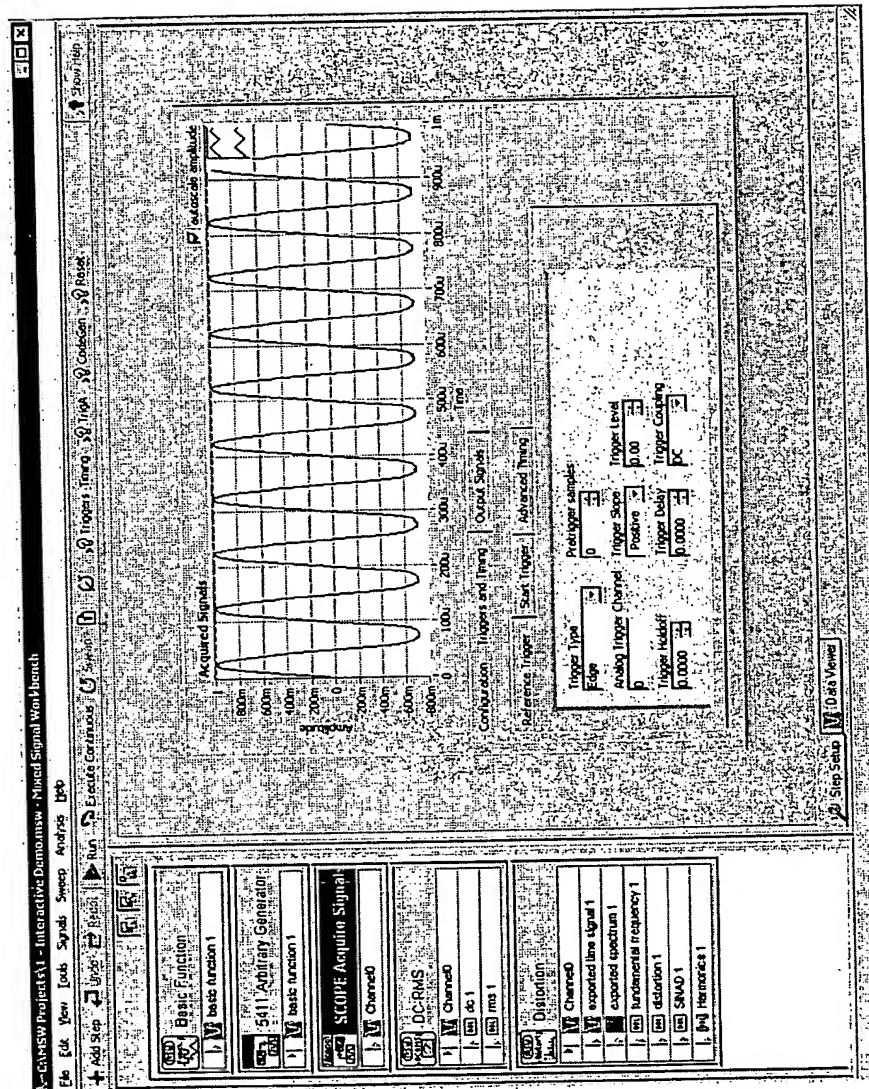 CAMSW Projects\1 - Interactive Demo.msw - Mixed Signal Workbench
File Edit View Tools Signals Sweep Analysis Help
Add Step Undo Run Execute Continuous Triggers Timing TrigA CodeGen Reset Show Help
Basic Function
basic function 1
5411 Arbitrary Generator
basic function 1
SCOPE Acquire Signal
Channel0
DC-RMS
Channel0
dc 1
rms 1
Distortion
Channel0
exported time signal 1
exported spectrum 1
fundamental frequency 1
distortion 1
SINAD 1
Harmonics 1
Acquired Signals
autoscale amplitude
Amplitude
1
800m
600m
400m
200m
0
-200m
-400m
-600m
-800m
0 100u 200u 300u 400u 500u 600u 700u 800u 900u 1m
Time
Configuration Triggers and Timing Output Signals
Reference Trigger Start Trigger Advanced Timing
Trigger Type Pretrigger samples
Edge 0
Analog Trigger Channel Trigger Slope Trigger Level
0 Positive 0.00
Trigger Holdoff Trigger Delay Trigger Coupling
0.0000 0.0000 DC
Step Setup Data Viewer